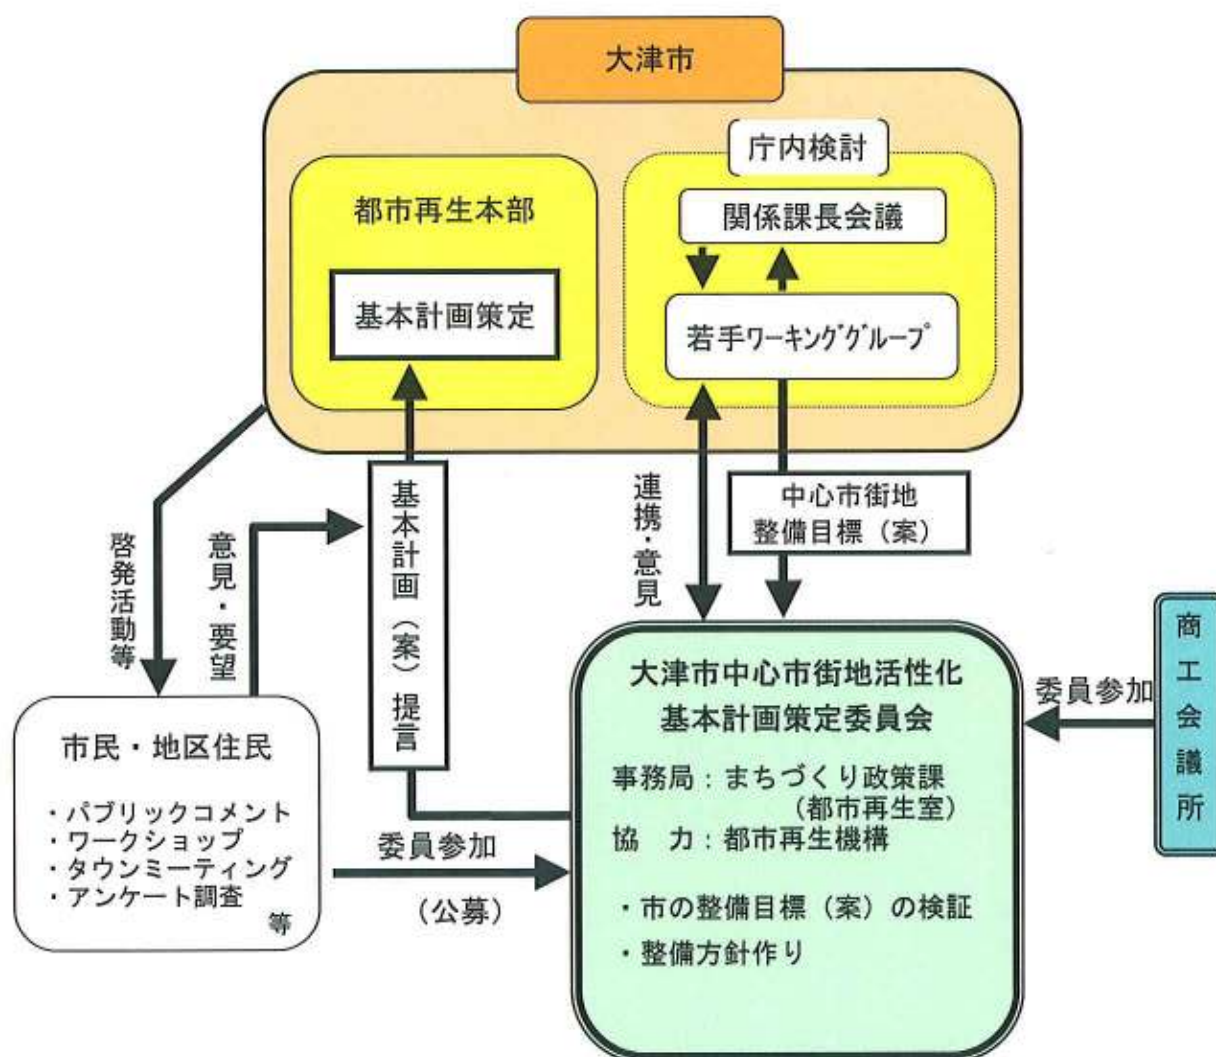 大津市
庁内検討
都市再生本部
関係課長会議
基本計画策定
若手ワーキンググループ
基本計画（案）提言
連携・意見
中心市街地
整備目標（案）
啓発活動等
意見・要望
市民・地区住民
・パブリックコメント
・ワークショップ
・タウンミーティング
・アンケート調査
等
委員参加
（公募）
大津市中心市街地活性化
基本計画策定委員会
事務局：まちづくり政策課
（都市再生室）
協　力：都市再生機構
・市の整備目標（案）の検証
・整備方針作り
委員参加
商工会議所